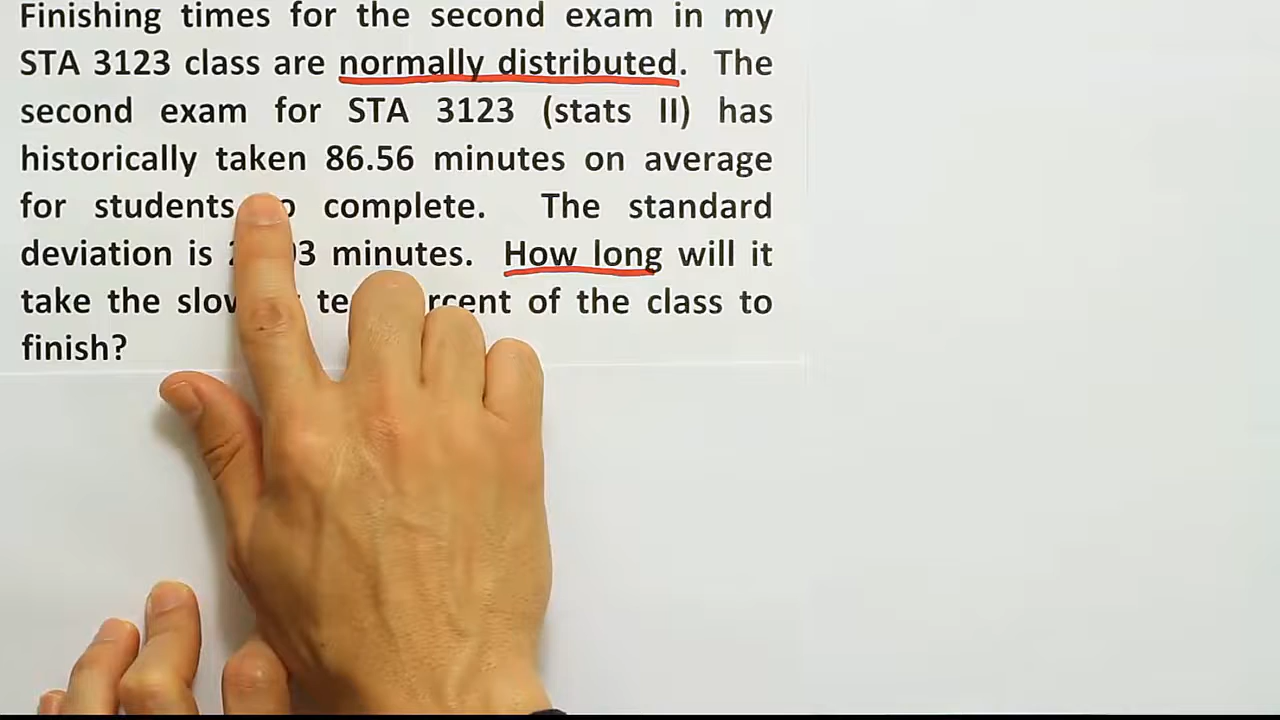 Finishing times for the second exam in my
STA 3123 class are normally distributed. The
second exam for STA 3123 (stats II) has
historically taken 86.56 minutes on average
for students complete. The standard
deviation is minutes. How long will it
take the of the class to
finish?